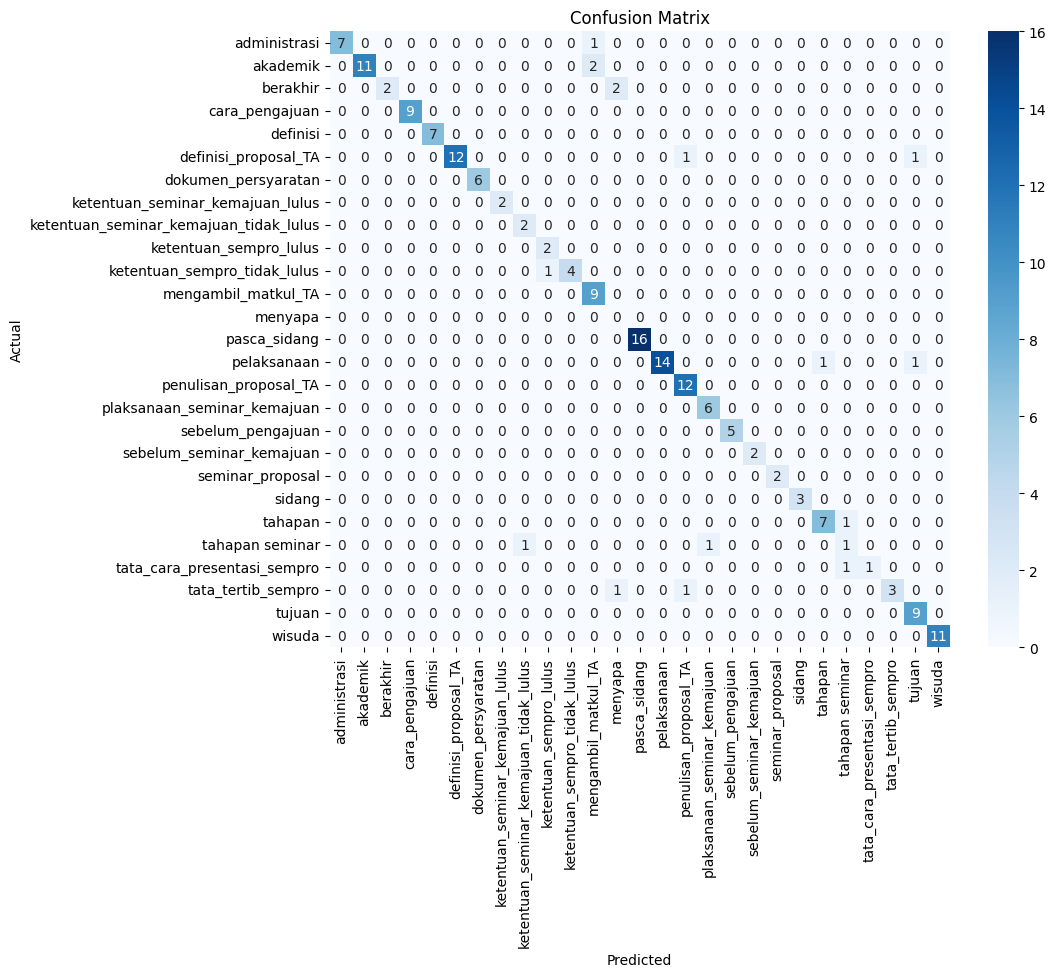 Confusion Matrix
administrasi 7 0 0 0 0 0 0 0 0 0 0 1 0 0 0 0 0 0 0 0 0 0 0 0 0 0 0
akademik 0 11 0 0 0 0 0 0 0 0 0 2 0 0 0 0 0 0 0 0 0 0 0 0 0 0 0
berakhir 0 0 2 0 0 0 0 0 0 0 0 0 2 0 0 0 0 0 0 0 0 0 0 0 0 0 0
cara_pengajuan 0 0 0 9 0 0 0 0 0 0 0 0 0 0 0 0 0 0 0 0 0 0 0 0 0 0 0
definisi 0 0 0 0 7 0 0 0 0 0 0 0 0 0 0 0 0 0 0 0 0 0 0 0 0 0 0
definisi_proposal_TA 0 0 0 0 0 12 0 0 0 0 0 0 0 0 0 1 0 0 0 0 0 0 0 0 0 1 0
dokumen_persyaratan 0 0 0 0 0 0 6 0 0 0 0 0 0 0 0 0 0 0 0 0 0 0 0 0 0 0 0
ketentuan_seminar_kemajuan_lulus 0 0 0 0 0 0 0 2 0 0 0 0 0 0 0 0 0 0 0 0 0 0 0 0 0 0 0
ketentuan_seminar_kemajuan_tidak_lulus 0 0 0 0 0 0 0 0 2 0 0 0 0 0 0 0 0 0 0 0 0 0 0 0 0 0 0
ketentuan_sempro_lulus 0 0 0 0 0 0 0 0 0 2 0 0 0 0 0 0 0 0 0 0 0 0 0 0 0 0 0
ketentuan_sempro_tidak_lulus 0 0 0 0 0 0 0 0 0 1 4 0 0 0 0 0 0 0 0 0 0 0 0 0 0 0 0
mengambil_matkul_TA 0 0 0 0 0 0 0 0 0 0 0 9 0 0 0 0 0 0 0 0 0 0 0 0 0 0 0
menyapa 0 0 0 0 0 0 0 0 0 0 0 0 0 0 0 0 0 0 0 0 0 0 0 0 0 0 0
pasca_sidang 0 0 0 0 0 0 0 0 0 0 0 0 0 16 0 0 0 0 0 0 0 0 0 0 0 0 0
pelaksanaan 0 0 0 0 0 0 0 0 0 0 0 0 0 0 14 0 0 0 0 0 0 1 0 0 0 1 0
penulisan_proposal_TA 0 0 0 0 0 0 0 0 0 0 0 0 0 0 0 12 0 0 0 0 0 0 0 0 0 0 0
plaksanaan_seminar_kemajuan 0 0 0 0 0 0 0 0 0 0 0 0 0 0 0 0 6 0 0 0 0 0 0 0 0 0 0
sebelum_pengajuan 0 0 0 0 0 0 0 0 0 0 0 0 0 0 0 0 0 5 0 0 0 0 0 0 0 0 0
sebelum_seminar_kemajuan 0 0 0 0 0 0 0 0 0 0 0 0 0 0 0 0 0 0 2 0 0 0 0 0 0 0 0
seminar_proposal 0 0 0 0 0 0 0 0 0 0 0 0 0 0 0 0 0 0 0 2 0 0 0 0 0 0 0
sidang 0 0 0 0 0 0 0 0 0 0 0 0 0 0 0 0 0 0 0 0 3 0 0 0 0 0 0
tahapan 0 0 0 0 0 0 0 0 0 0 0 0 0 0 0 0 0 0 0 0 0 7 1 0 0 0 0
tahapan seminar 0 0 0 0 0 0 0 0 1 0 0 0 0 0 0 0 1 0 0 0 0 0 1 0 0 0 0
tata_cara_presentasi_sempro 0 0 0 0 0 0 0 0 0 0 0 0 0 0 0 0 0 0 0 0 0 0 1 1 0 0 0
tata_tertib_sempro 0 0 0 0 0 0 0 0 0 0 0 0 1 0 0 1 0 0 0 0 0 0 0 0 3 0 0
tujuan 0 0 0 0 0 0 0 0 0 0 0 0 0 0 0 0 0 0 0 0 0 0 0 0 0 9 0
wisuda 0 0 0 0 0 0 0 0 0 0 0 0 0 0 0 0 0 0 0 0 0 0 0 0 0 0 11
Actual
administrasi
akademik
berakhir
cara_pengajuan
definisi
definisi_proposal_TA
dokumen_persyaratan
ketentuan_seminar_kemajuan_lulus
ketentuan_seminar_kemajuan_tidak_lulus
ketentuan_sempro_lulus
ketentuan_sempro_tidak_lulus
mengambil_matkul_TA
menyapa
pasca_sidang
pelaksanaan
penulisan_proposal_TA
plaksanaan_seminar_kemajuan
sebelum_pengajuan
sebelum_seminar_kemajuan
seminar_proposal
sidang
tahapan
tahapan seminar
tata_cara_presentasi_sempro
tata_tertib_sempro
tujuan
wisuda
Predicted
16
14
12
10
8
6
4
2
0